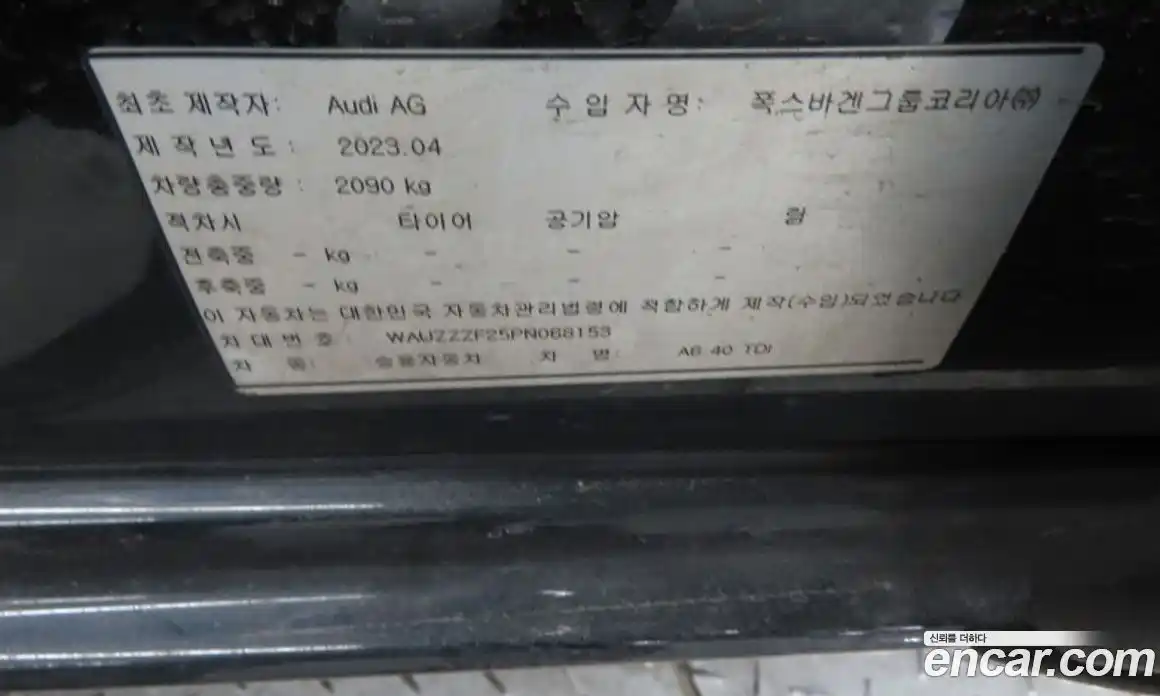 최초 제작자: Audi AG 수 입 자 명: 폭스바겐그룹코리아㈜
제 작 년 도 : 2023.04
차량총중량 : 2090 kg
적차시 타이어 공기압 림
전축중 - kg - - -
후축중 - kg - - -
이 자동차는 대한민국 자동차관리법령에 적합하게 제작(수입)되었습니다
차 대 번 호 : WAUZZZF25PN068153
차 종: 승용자동차 차 명: A6 40 TDI
신뢰를 더하다
encar.com